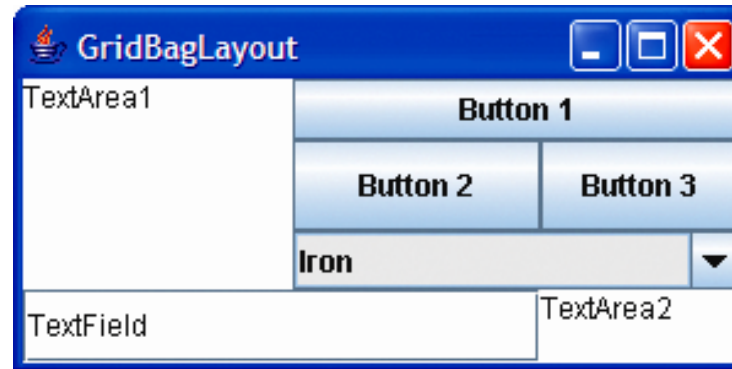 GridBagLayout
TextArea1
Button 1
Button 2 Button 3
Iron
TextField
TextArea2